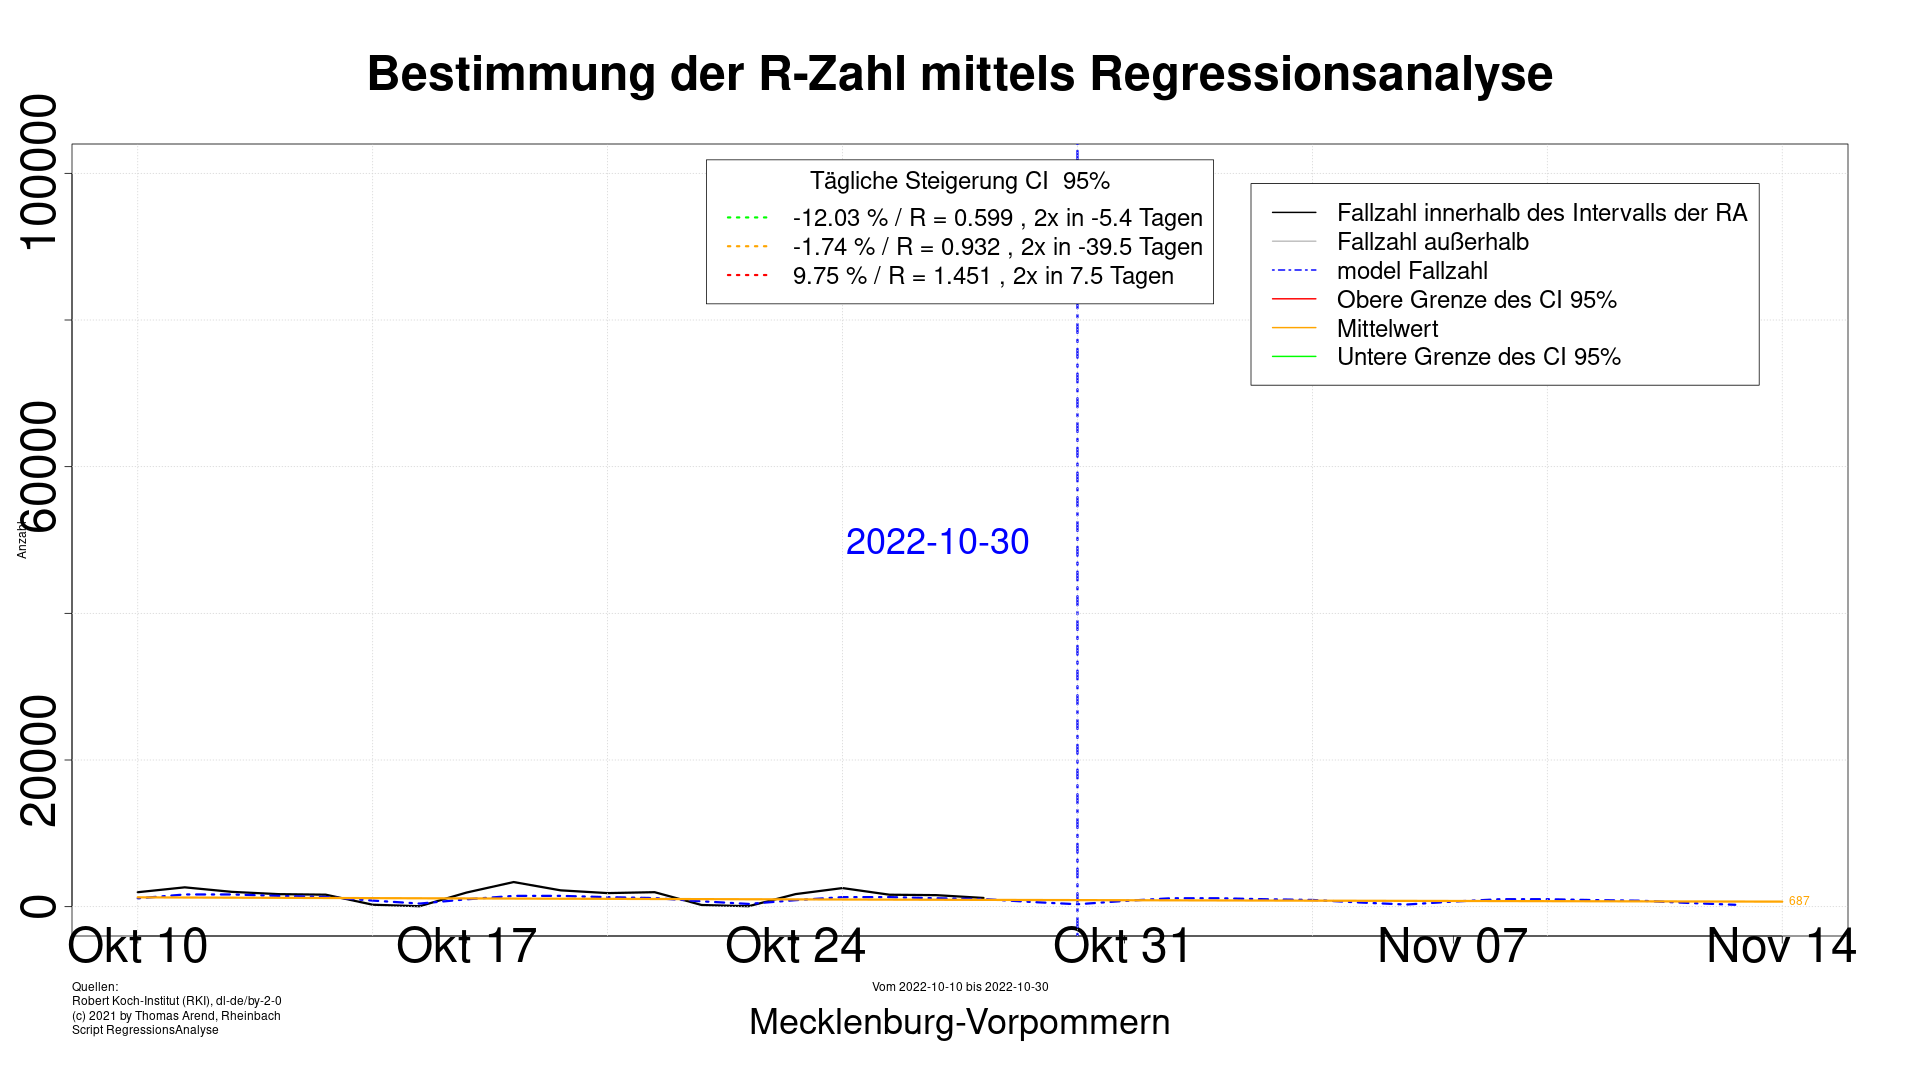 Bestimmung der R-Zahl mittels Regressionsanalyse
Anzahl
100000
60000
20000
0
Tägliche Steigerung CI  95%
-12.03 % / R = 0.599 , 2x in -5.4 Tagen
-1.74 % / R = 0.932 , 2x in -39.5 Tagen
9.75 % / R = 1.451 , 2x in 7.5 Tagen
Fallzahl innerhalb des Intervalls der RA
Fallzahl außerhalb
model Fallzahl
Obere Grenze des CI 95%
Mittelwert
Untere Grenze des CI 95%
2022-10-30
687
Okt 10
Okt 17
Okt 24
Okt 31
Nov 07
Nov 14
Quellen:
Robert Koch-Institut (RKI), dl-de/by-2-0
(c) 2021 by Thomas Arend, Rheinbach
Script RegressionsAnalyse
Vom 2022-10-10 bis 2022-10-30
Mecklenburg-Vorpommern